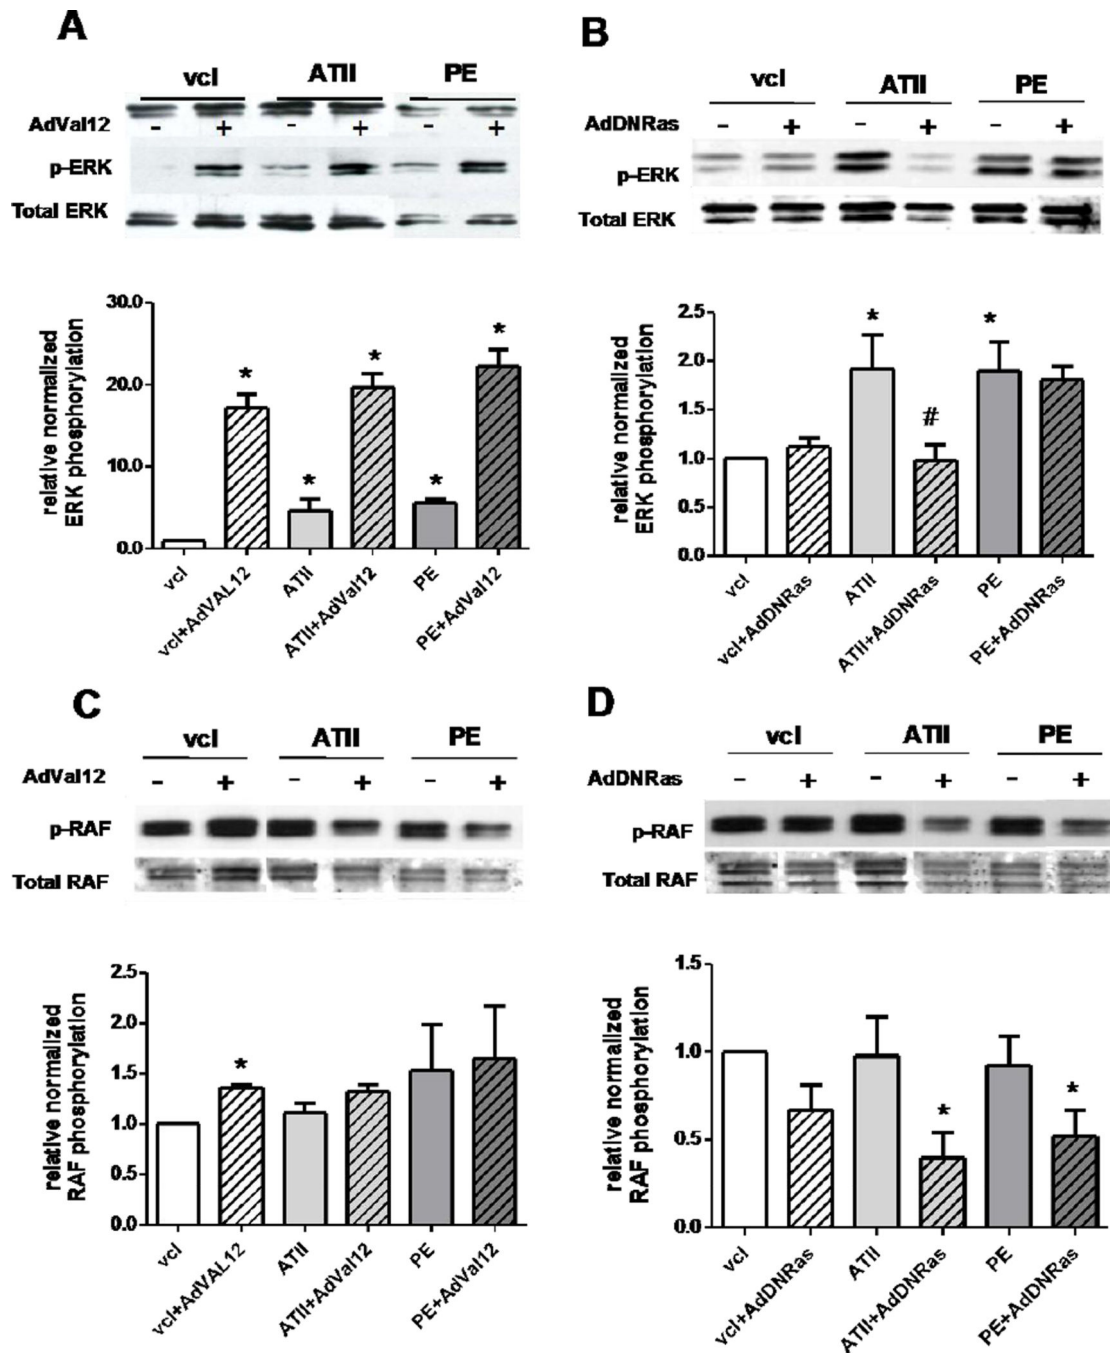 A
vcl ATII PE
AdVal12 - + - + - +
p-ERK
Total ERK
relative normalized
ERK phosphorylation
30.0
20.0
10.0
0.0
* * * * *
vcl
vcl+AdVAL12
ATII
ATII+AdVal12
PE
PE+AdVal12
B
vcl ATII PE
AdDNRas - + - + - +
p-ERK
Total ERK
relative normalized
ERK phosphorylation
2.5
2.0
1.5
1.0
0.5
0.0
* # *
vcl
vcl+AdDNRas
ATII
ATII+AdDNRas
PE
PE+AdDNRas
C
vcl ATII PE
AdVal12 - + - + - +
p-RAF
Total RAF
relative normalized
RAF phosphorylation
2.5
2.0
1.5
1.0
0.5
0.0
*
vcl
vcl+AdVAL12
ATII
ATII+AdVal12
PE
PE+AdVal12
D
vcl ATII PE
AdDNRas - + - + - +
p-RAF
Total RAF
relative normalized
RAF phosphorylation
1.5
1.0
0.5
0.0
* *
vcl
vcl+AdDNRas
ATII
ATII+AdDNRas
PE
PE+AdDNRas